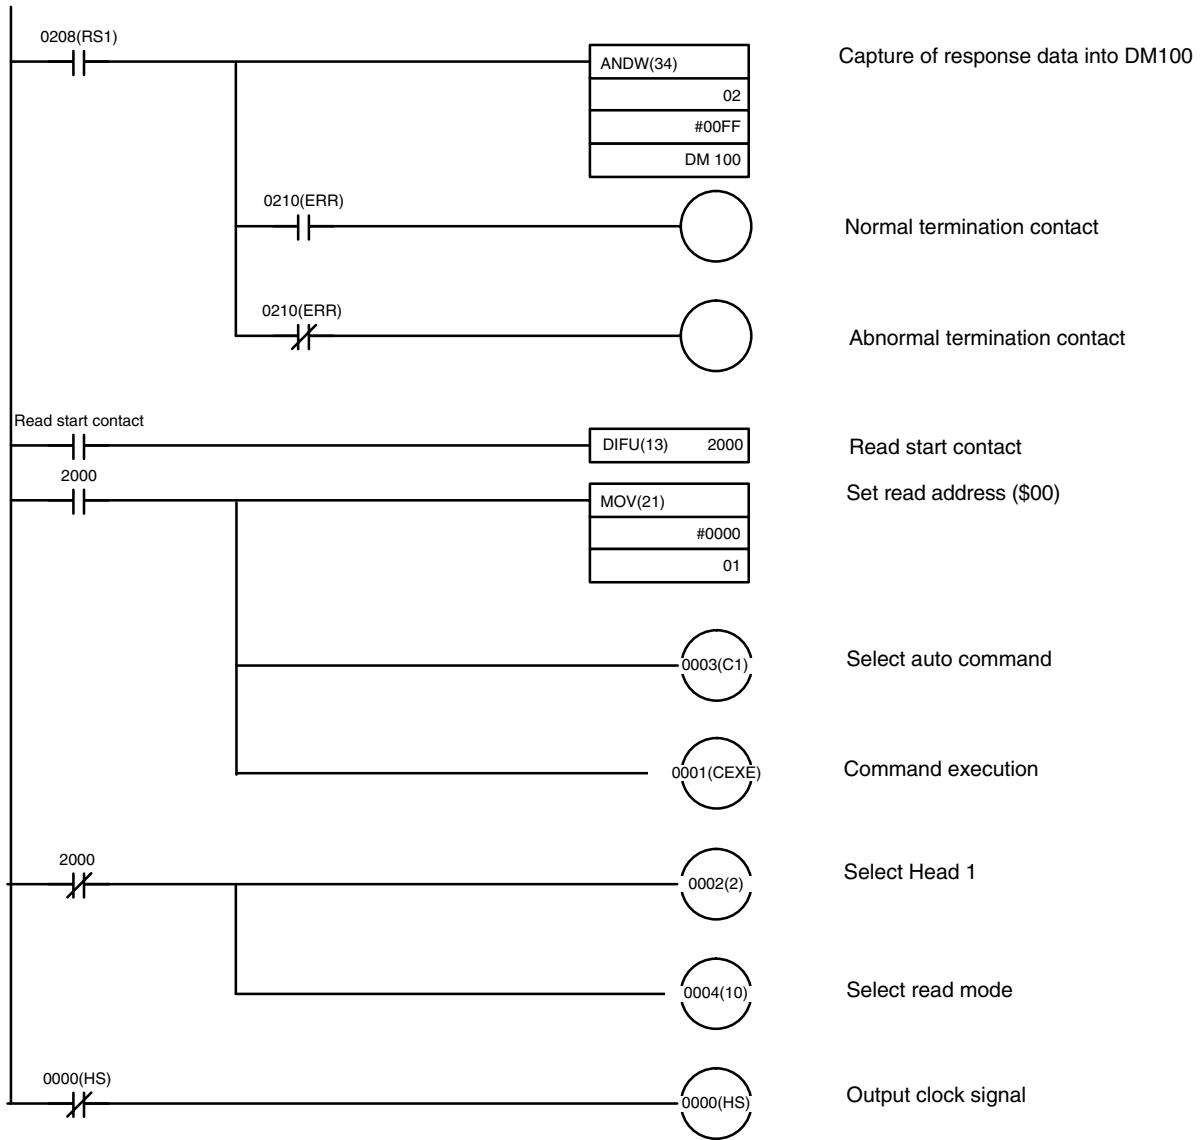 0208(RS1)
ANDW(34)
02
#00FF
DM 100
Capture of response data into DM100
0210(ERR)
Normal termination contact
0210(ERR)
Abnormal termination contact
Read start contact
DIFU(13) 2000
Read start contact
2000
MOV(21)
#0000
01
Set read address ($00)
0003(C1)
Select auto command
0001(CEXE)
Command execution
2000
0002(2)
Select Head 1
0004(10)
Select read mode
0000(HS)
0000(HS)
Output clock signal